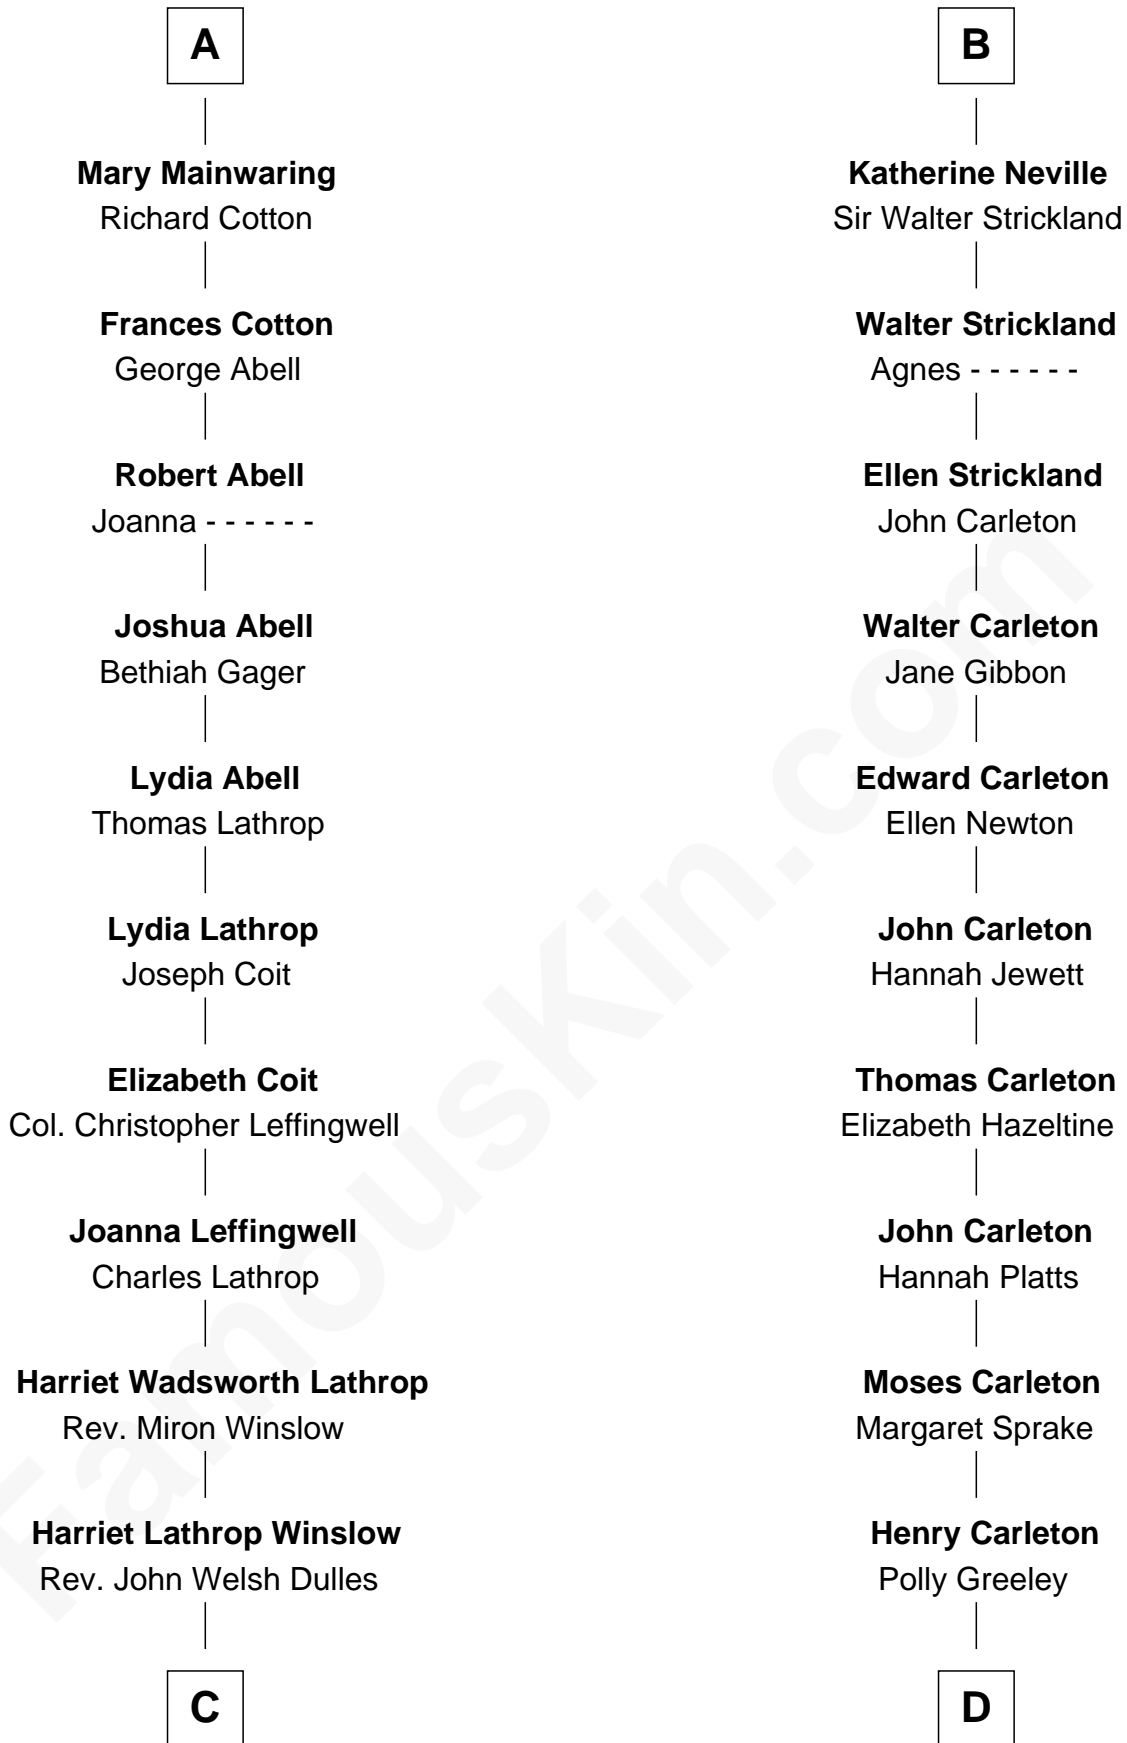 A
Mary Mainwaring
Richard Cotton
Frances Cotton
George Abell
Robert Abell
Joanna - - - - - -
Joshua Abell
Bethiah Gager
Lydia Abell
Thomas Lathrop
Lydia Lathrop
Joseph Coit
Elizabeth Coit
Col. Christopher Leffingwell
Joanna Leffingwell
Charles Lathrop
Harriet Wadsworth Lathrop
Rev. Miron Winslow
Harriet Lathrop Winslow
Rev. John Welsh Dulles
C
B
Katherine Neville
Sir Walter Strickland
Walter Strickland
Agnes - - - - - -
Ellen Strickland
John Carleton
Walter Carleton
Jane Gibbon
Edward Carleton
Ellen Newton
John Carleton
Hannah Jewett
Thomas Carleton
Elizabeth Hazeltine
John Carleton
Hannah Platts
Moses Carleton
Margaret Sprake
Henry Carleton
Polly Greeley
D
FamousKin.com